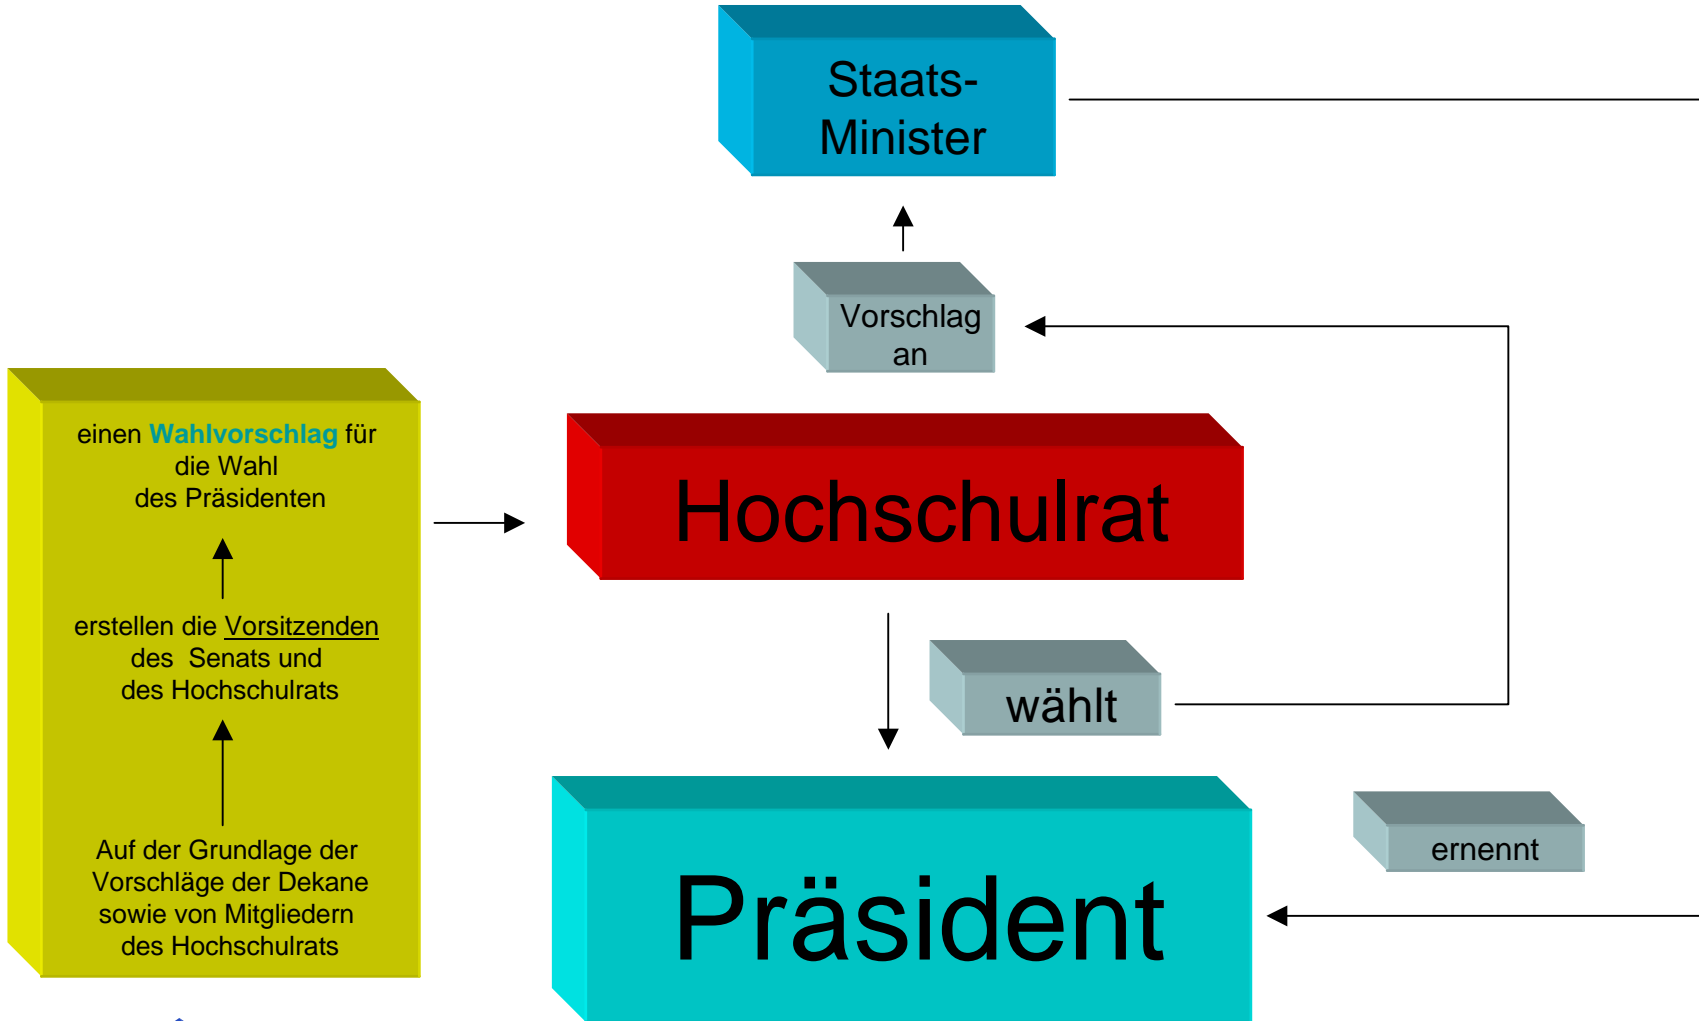 Staats-
Minister
Vorschlag
an
einen Wahlvorschlag für
die Wahl
des Präsidenten
erstellen die Vorsitzenden
des Senats und
des Hochschulrats
Auf der Grundlage der
Vorschläge der Dekane
sowie von Mitgliedern
des Hochschulrats
Hochschulrat
wählt
Präsident
ernennt